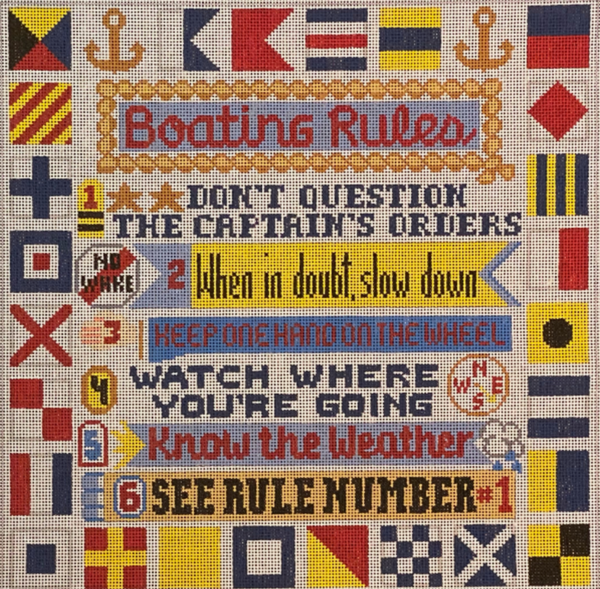 Boating Rules
1 DON'T QUESTION
THE CAPTAIN'S ORDERS
NO
WAKE
2 When in doubt, slow down
3 KEEP ONE HAND ON THE WHEEL
4 WATCH WHERE
YOU'RE GOING
N
W E
S
5 Know the Weather
6 SEE RULE NUMBER #1